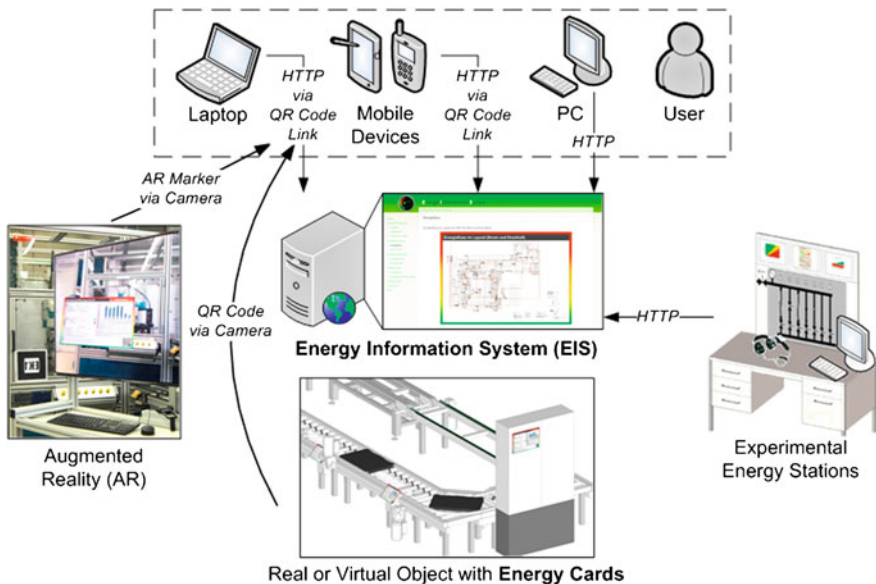 HTTP
via
QR Code
Link
HTTP
via
QR Code
Link
Laptop
Mobile
Devices
PC
User
HTTP
AR Marker
via Camera
QR Code
via Camera
HTTP
Energy Information System (EIS)
Augmented
Reality (AR)
Experimental
Energy Stations
Real or Virtual Object with Energy Cards